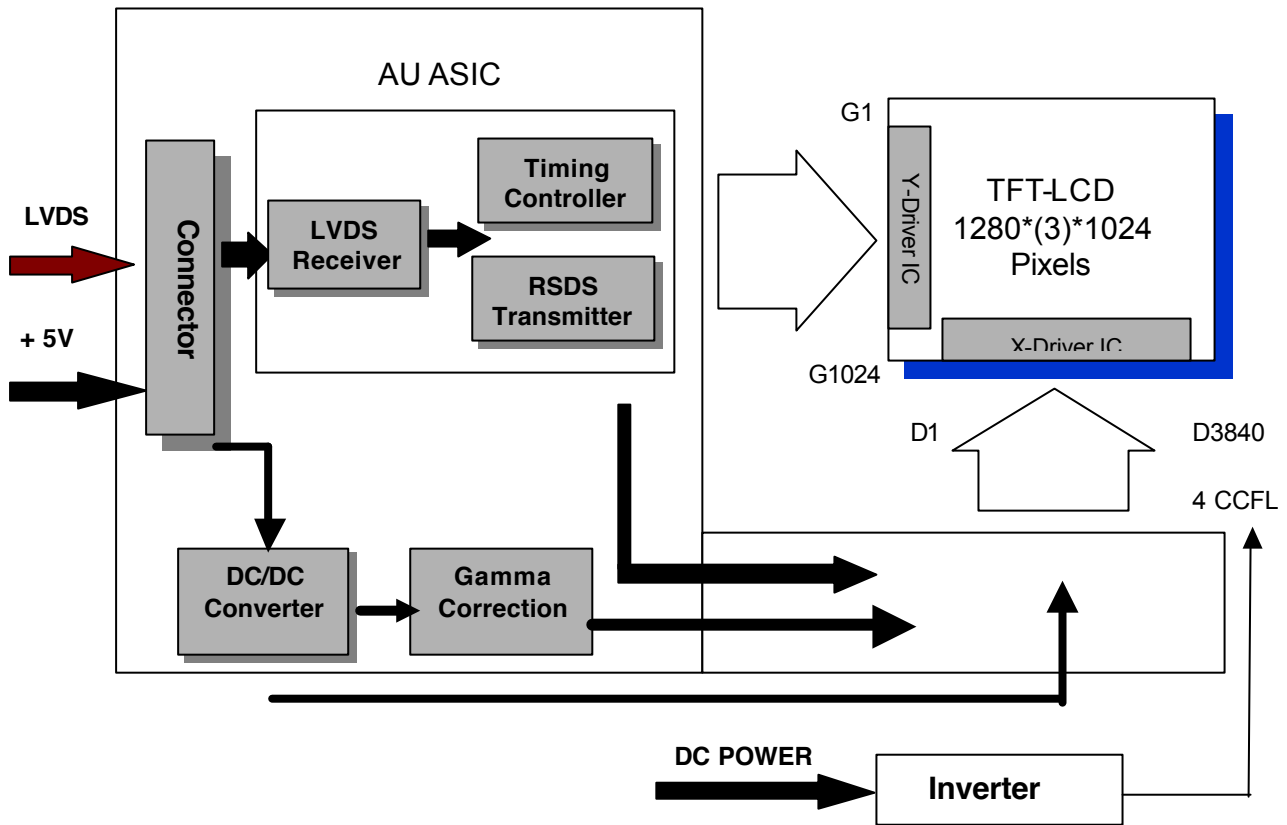 AU ASIC
LVDS
+ 5V
Connector
LVDS
Receiver
Timing
Controller
RSDS
Transmitter
G1
Y-Driver IC
TFT-LCD
1280*(3)*1024
Pixels
X-Driver IC
G1024
D1
D3840
4 CCFL
DC/DC
Converter
Gamma
Correction
DC POWER
Inverter